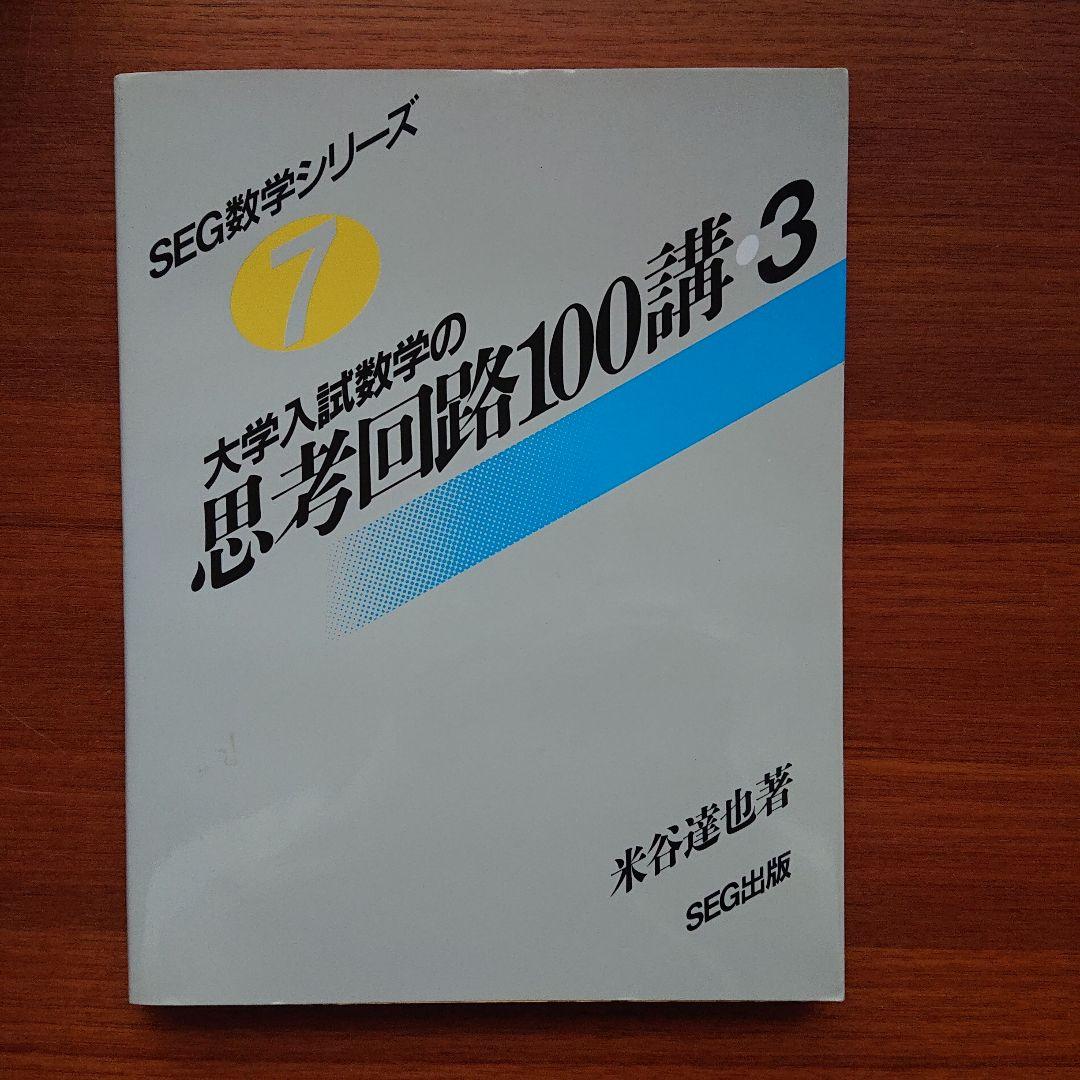 SEG数学シリーズ
7
大学入試数学の
思考回路100講・3
米谷達也著
SEG出版